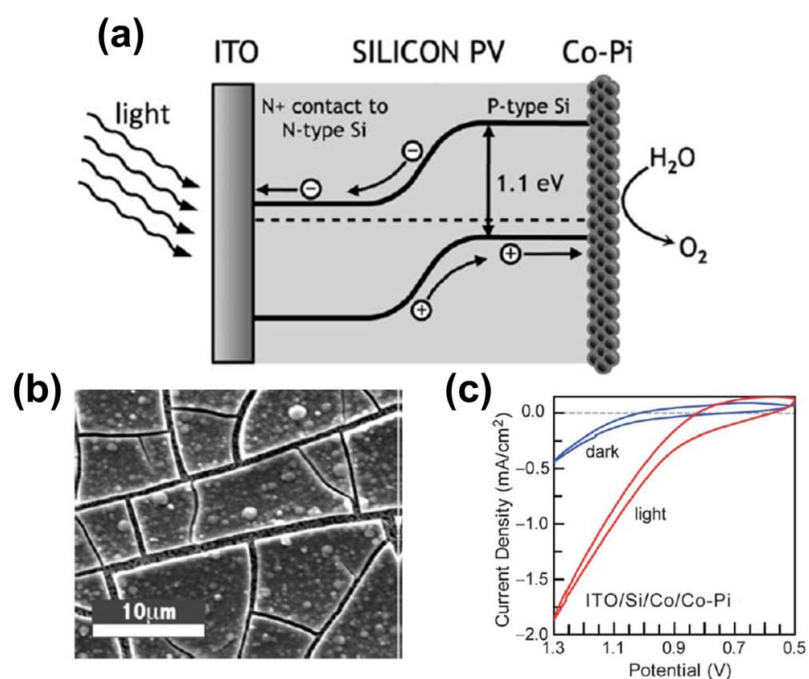 (a)
ITO SILICON PV Co-Pi
light
N+ contact to
N-type Si
P-type Si
1.1 eV
H₂O
O₂
(b)
10μm
(c)
Current Density (mA/cm²)
0.0
-0.5
-1.0
-1.5
-2.0
dark
light
ITO/Si/Co/Co-Pi
1.3 1.1 0.9 0.7 0.5
Potential (V)